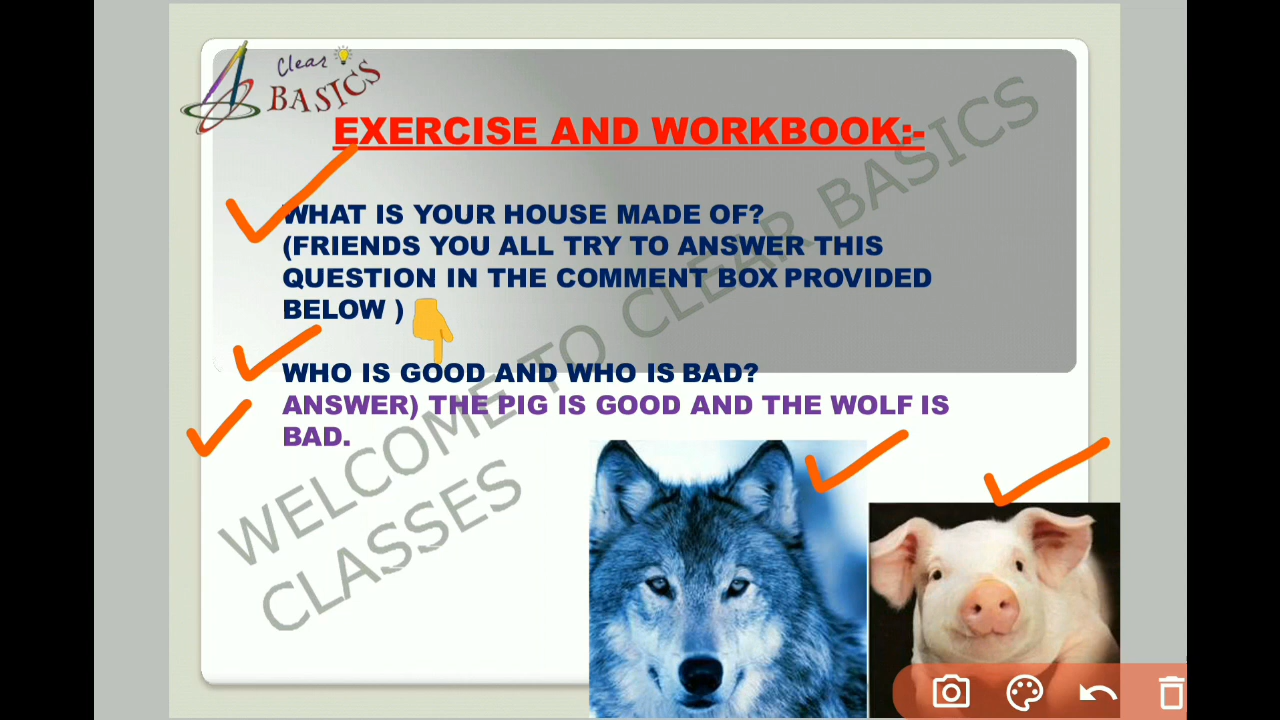 Clear
BASICS
EXERCISE AND WORKBOOK:-
WHAT IS YOUR HOUSE MADE OF?
(FRIENDS YOU ALL TRY TO ANSWER THIS
QUESTION IN THE COMMENT BOX PROVIDED
BELOW )
WHO IS GOOD AND WHO IS BAD?
ANSWER) THE PIG IS GOOD AND THE WOLF IS
BAD.
WELCOME TO CLEAR BASICS
CLASSES